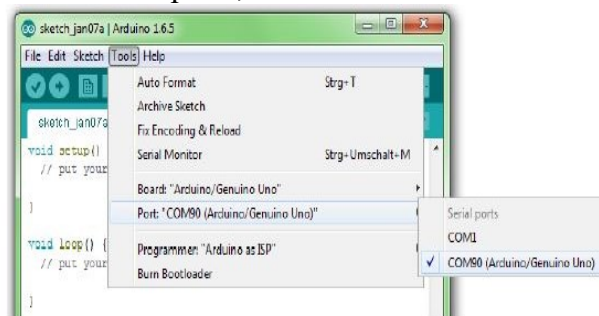 sketch_jan07a | Arduino 1.6.5
File Edit Sketch Tools Help
Auto Format Strg+T
Archive Sketch
sketch_jan07a
Fix Encoding & Reload
void setup()
Serial Monitor Strg+Umschalt+M
// put your
Board: "Arduino/Genuino Uno"
}
Port: "COM90 (Arduino/Genuino Uno)"
Serial ports
COM1
void loop() {
Programmer: "Arduino as ISP"
COM90 (Arduino/Genuino Uno)
// put your
Burn Bootloader
}